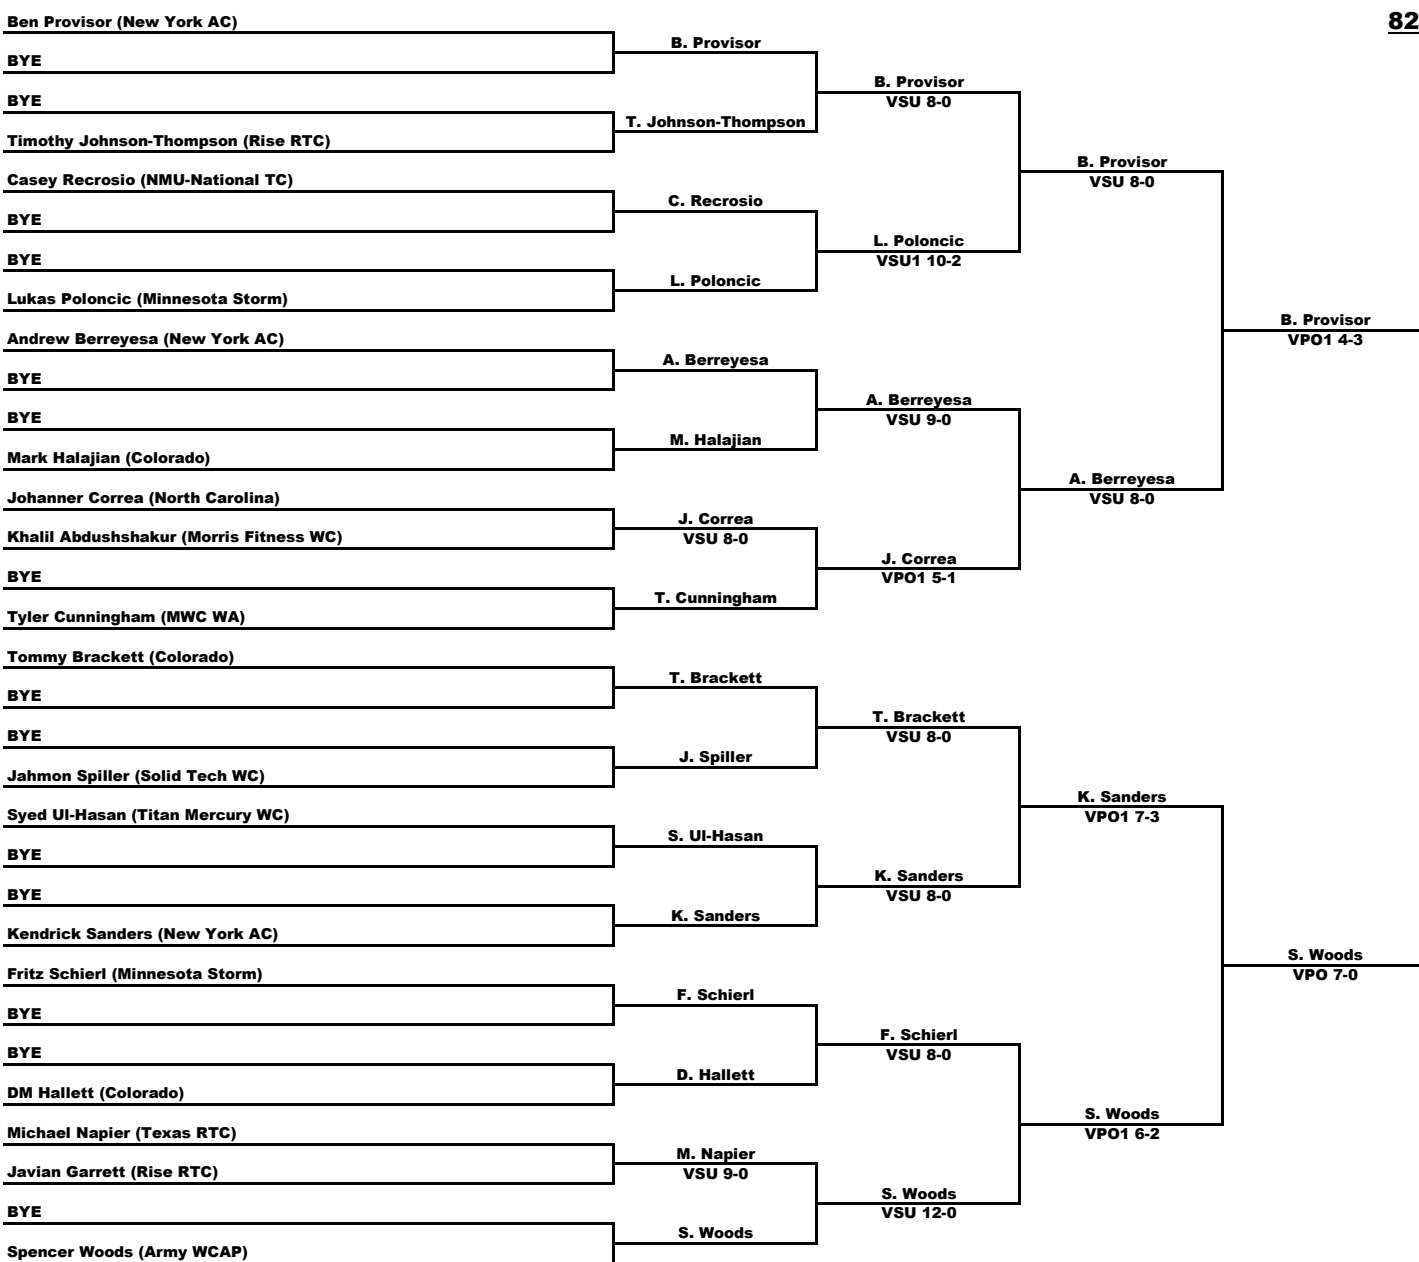 Ben Provisor (New York AC)
82
B. Provisor
BYE
B. Provisor
VSU 8-0
BYE
T. Johnson-Thompson
Timothy Johnson-Thompson (Rise RTC)
B. Provisor
VSU 8-0
Casey Recrosio (NMU-National TC)
C. Recrosio
BYE
L. Poloncic
VSU1 10-2
BYE
L. Poloncic
Lukas Poloncic (Minnesota Storm)
B. Provisor
VPO1 4-3
Andrew Berreyesa (New York AC)
A. Berreyesa
BYE
A. Berreyesa
VSU 9-0
BYE
M. Halajian
Mark Halajian (Colorado)
A. Berreyesa
VSU 8-0
Johanner Correa (North Carolina)
J. Correa
VSU 8-0
Khalil Abdushshakur (Morris Fitness WC)
J. Correa
VPO1 5-1
BYE
T. Cunningham
Tyler Cunningham (MWC WA)
Tommy Brackett (Colorado)
T. Brackett
BYE
T. Brackett
VSU 8-0
BYE
J. Spiller
Jahmon Spiller (Solid Tech WC)
K. Sanders
VPO1 7-3
Syed Ul-Hasan (Titan Mercury WC)
S. Ul-Hasan
BYE
K. Sanders
VSU 8-0
BYE
K. Sanders
Kendrick Sanders (New York AC)
S. Woods
VPO 7-0
Fritz Schierl (Minnesota Storm)
F. Schierl
BYE
F. Schierl
VSU 8-0
BYE
D. Hallett
DM Hallett (Colorado)
S. Woods
VPO1 6-2
Michael Napier (Texas RTC)
M. Napier
VSU 9-0
Javian Garrett (Rise RTC)
S. Woods
VSU 12-0
BYE
S. Woods
Spencer Woods (Army WCAP)